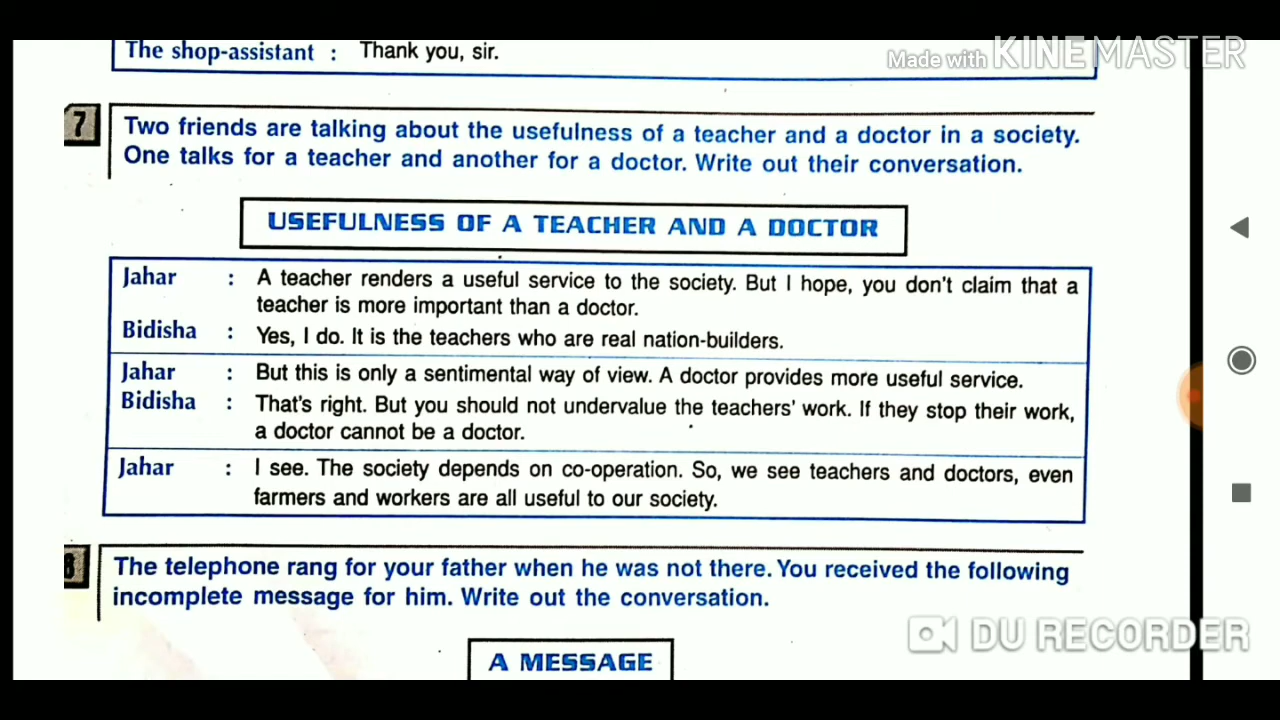 The shop-assistant : Thank you, sir.
Made with KINEMASTER
7
Two friends are talking about the usefulness of a teacher and a doctor in a society.
One talks for a teacher and another for a doctor. Write out their conversation.
USEFULNESS OF A TEACHER AND A DOCTOR
Jahar : A teacher renders a useful service to the society. But I hope, you don't claim that a
teacher is more important than a doctor.
Bidisha : Yes, I do. It is the teachers who are real nation-builders.
Jahar : But this is only a sentimental way of view. A doctor provides more useful service.
Bidisha : That's right. But you should not undervalue the teachers' work. If they stop their work,
a doctor cannot be a doctor.
Jahar : I see. The society depends on co-operation. So, we see teachers and doctors, even
farmers and workers are all useful to our society.
8
The telephone rang for your father when he was not there. You received the following
incomplete message for him. Write out the conversation.
DU RECORDER
A MESSAGE